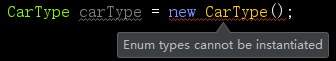 CarType carType = new CarType();
Enum types cannot be instantiated